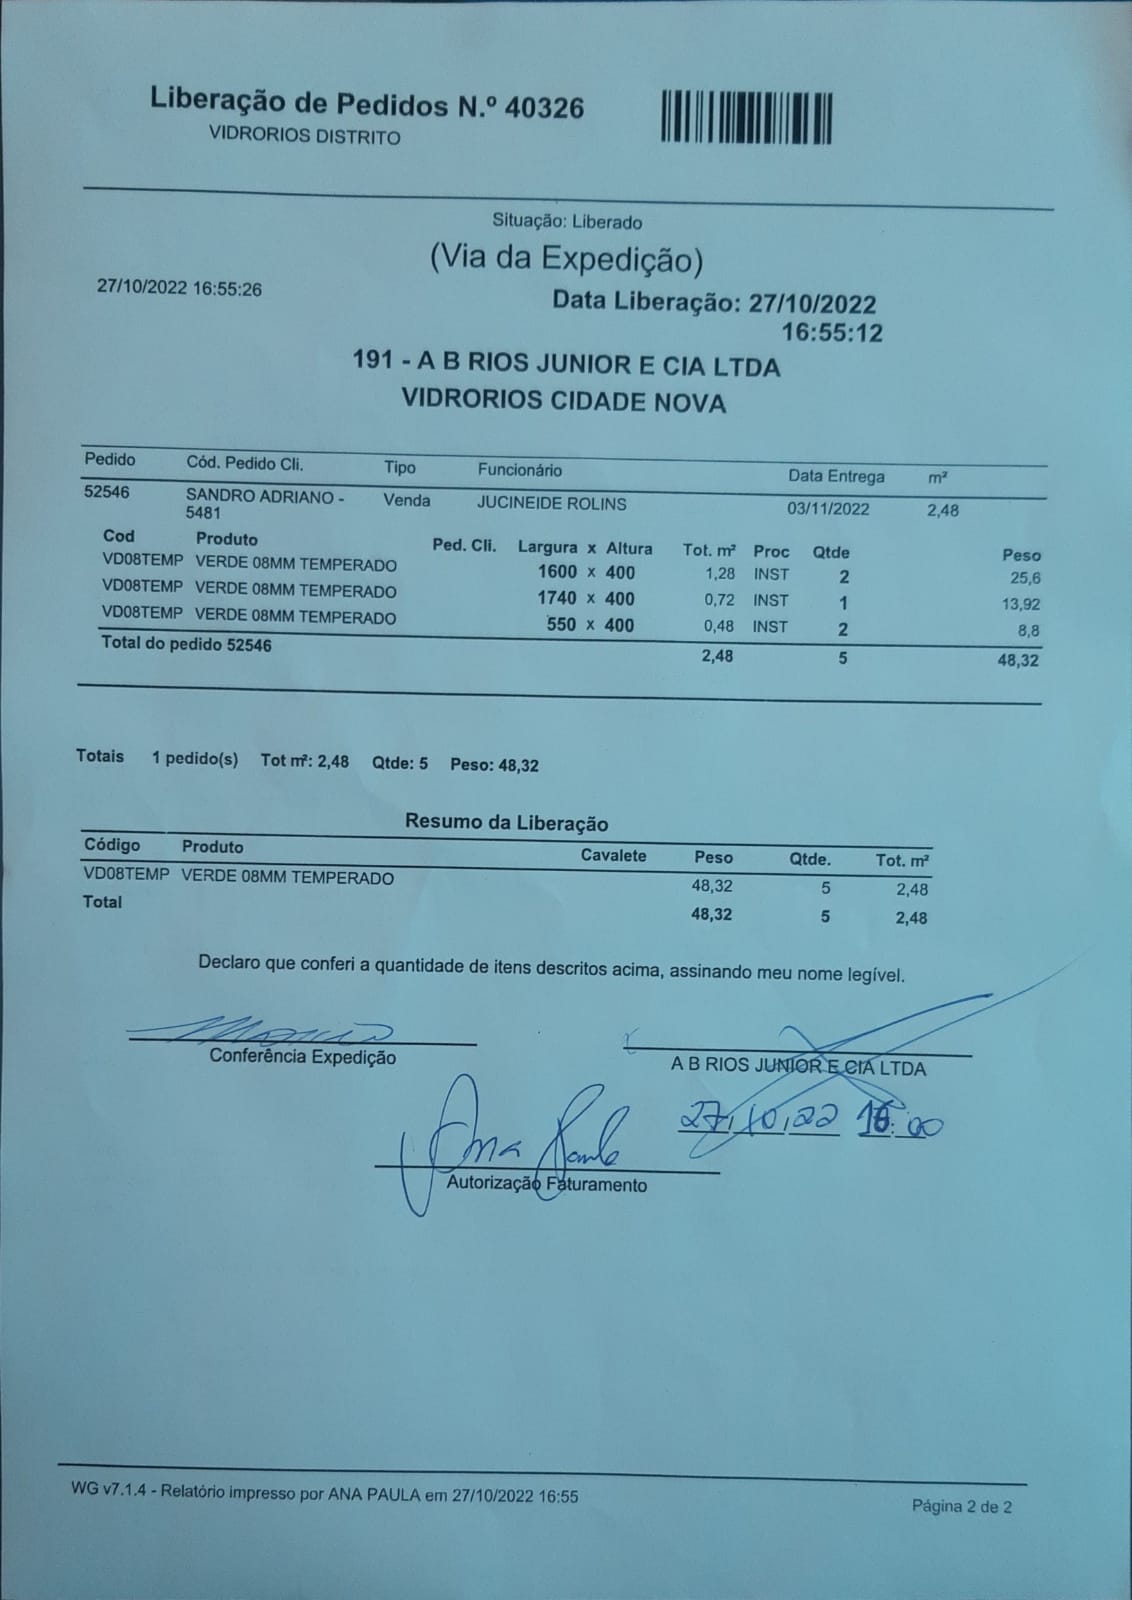 Liberação de Pedidos N.º 40326
VIDRORIOS DISTRITO
Situação: Liberado
(Via da Expedição)
27/10/2022 16:55:26
Data Liberação: 27/10/2022
16:55:12
191 - A B RIOS JUNIOR E CIA LTDA
VIDRORIOS CIDADE NOVA
Pedido Cód. Pedido Cli. Tipo Funcionário Data Entrega m²
52546 SANDRO ADRIANO - 5481 Venda JUCINEIDE ROLINS 03/11/2022 2,48
Cod Produto Ped. Cli. Largura x Altura Tot. m² Proc Qtde Peso
VD08TEMP VERDE 08MM TEMPERADO 1600 x 400 1,28 INST 2 25,6
VD08TEMP VERDE 08MM TEMPERADO 1740 x 400 0,72 INST 1 13,92
VD08TEMP VERDE 08MM TEMPERADO 550 x 400 0,48 INST 2 8,8
Total do pedido 52546 2,48 5 48,32
Totais 1 pedido(s) Tot m²: 2,48 Qtde: 5 Peso: 48,32
Resumo da Liberação
Código Produto Cavalete Peso Qtde. Tot. m²
VD08TEMP VERDE 08MM TEMPERADO 48,32 5 2,48
Total 48,32 5 2,48
Declaro que conferi a quantidade de itens descritos acima, assinando meu nome legível.
Conferência Expedição
A B RIOS JUNIOR E CIA LTDA
27/10/22 16:00
Ana Paula
Autorização Faturamento
WG v7.1.4 - Relatório impresso por ANA PAULA em 27/10/2022 16:55
Página 2 de 2